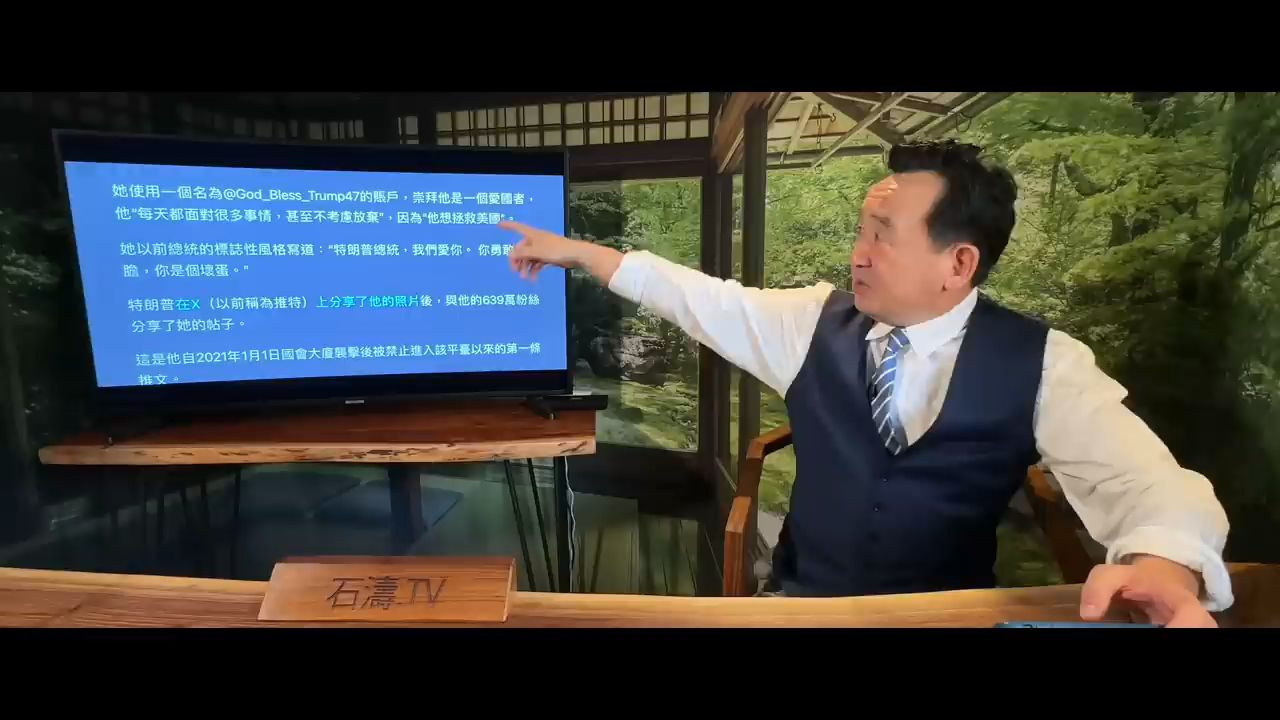 她使用一個名為@God_Bless_Trump47的賬戶，崇拜他是一個愛國者，
他"每天都面對很多事情，甚至不考慮放棄"，因為"他想拯救美國"。
她以前總統的標誌性風格寫道："特朗普總統，我們愛你。你勇敢
膽，你是個壞蛋。"
特朗普在X（以前稱為推特）上分享了他的照片後，與他的639萬粉絲
分享了她的帖子。
這是他自2021年1月1日國會大廈襲擊後被禁止進入該平臺以來的第一條
推文。
石濤TV